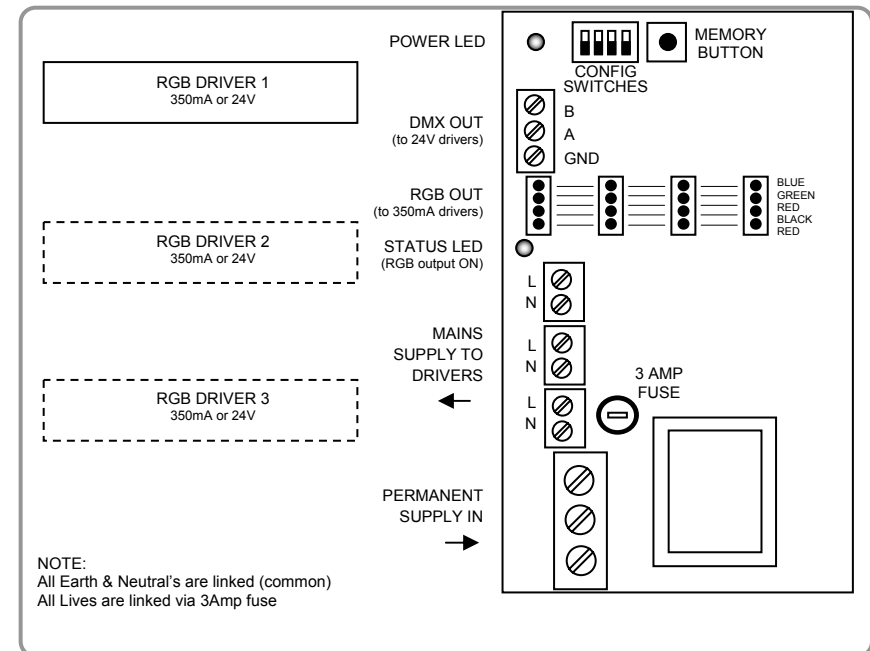 POWER LED
MEMORY
BUTTON
CONFIG
SWITCHES
RGB DRIVER 1
350mA or 24V
DMX OUT
(to 24V drivers)
B
A
GND
RGB OUT
(to 350mA drivers)
BLUE
GREEN
RED
BLACK
RED
RGB DRIVER 2
350mA or 24V
STATUS LED
(RGB output ON)
L
N
MAINS
SUPPLY TO
DRIVERS
L
N
3 AMP
FUSE
RGB DRIVER 3
350mA or 24V
L
N
PERMANENT
SUPPLY IN
NOTE:
All Earth & Neutral's are linked (common)
All Lives are linked via 3Amp fuse